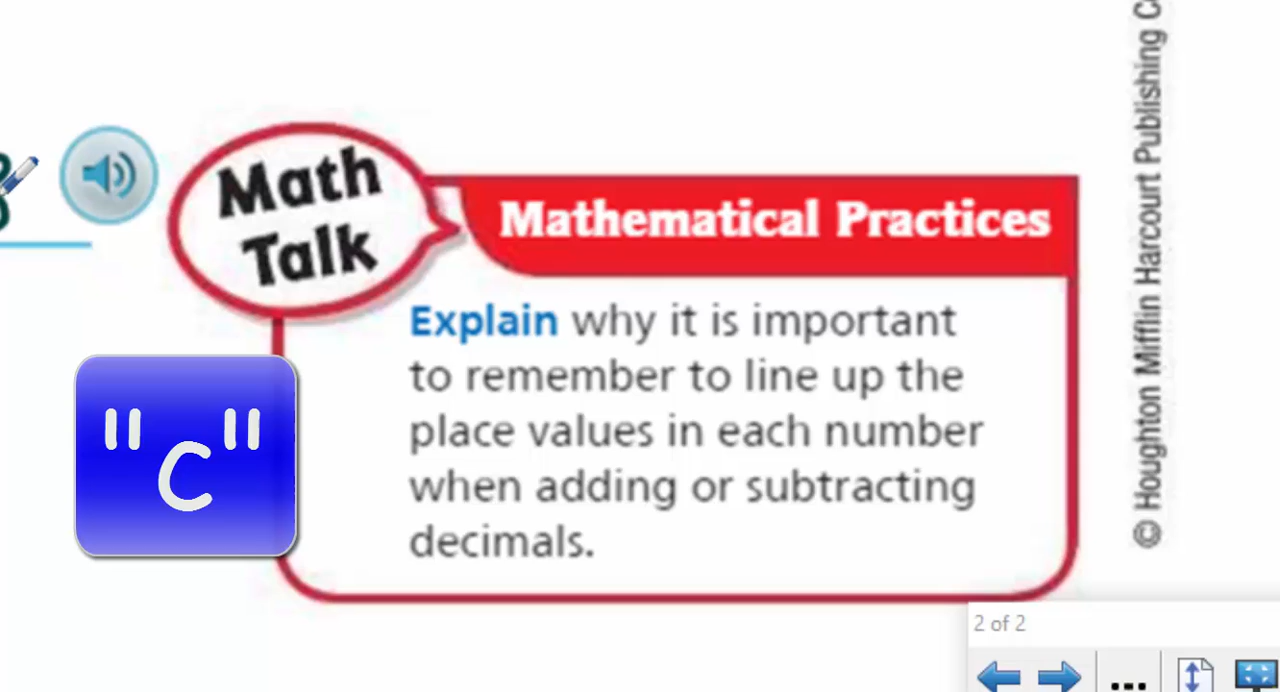 Math
Talk
Mathematical Practices
Explain why it is important
to remember to line up the
place values in each number
when adding or subtracting
decimals.
"C"
© Houghton Mifflin Harcourt Publishing
2 of 2
...